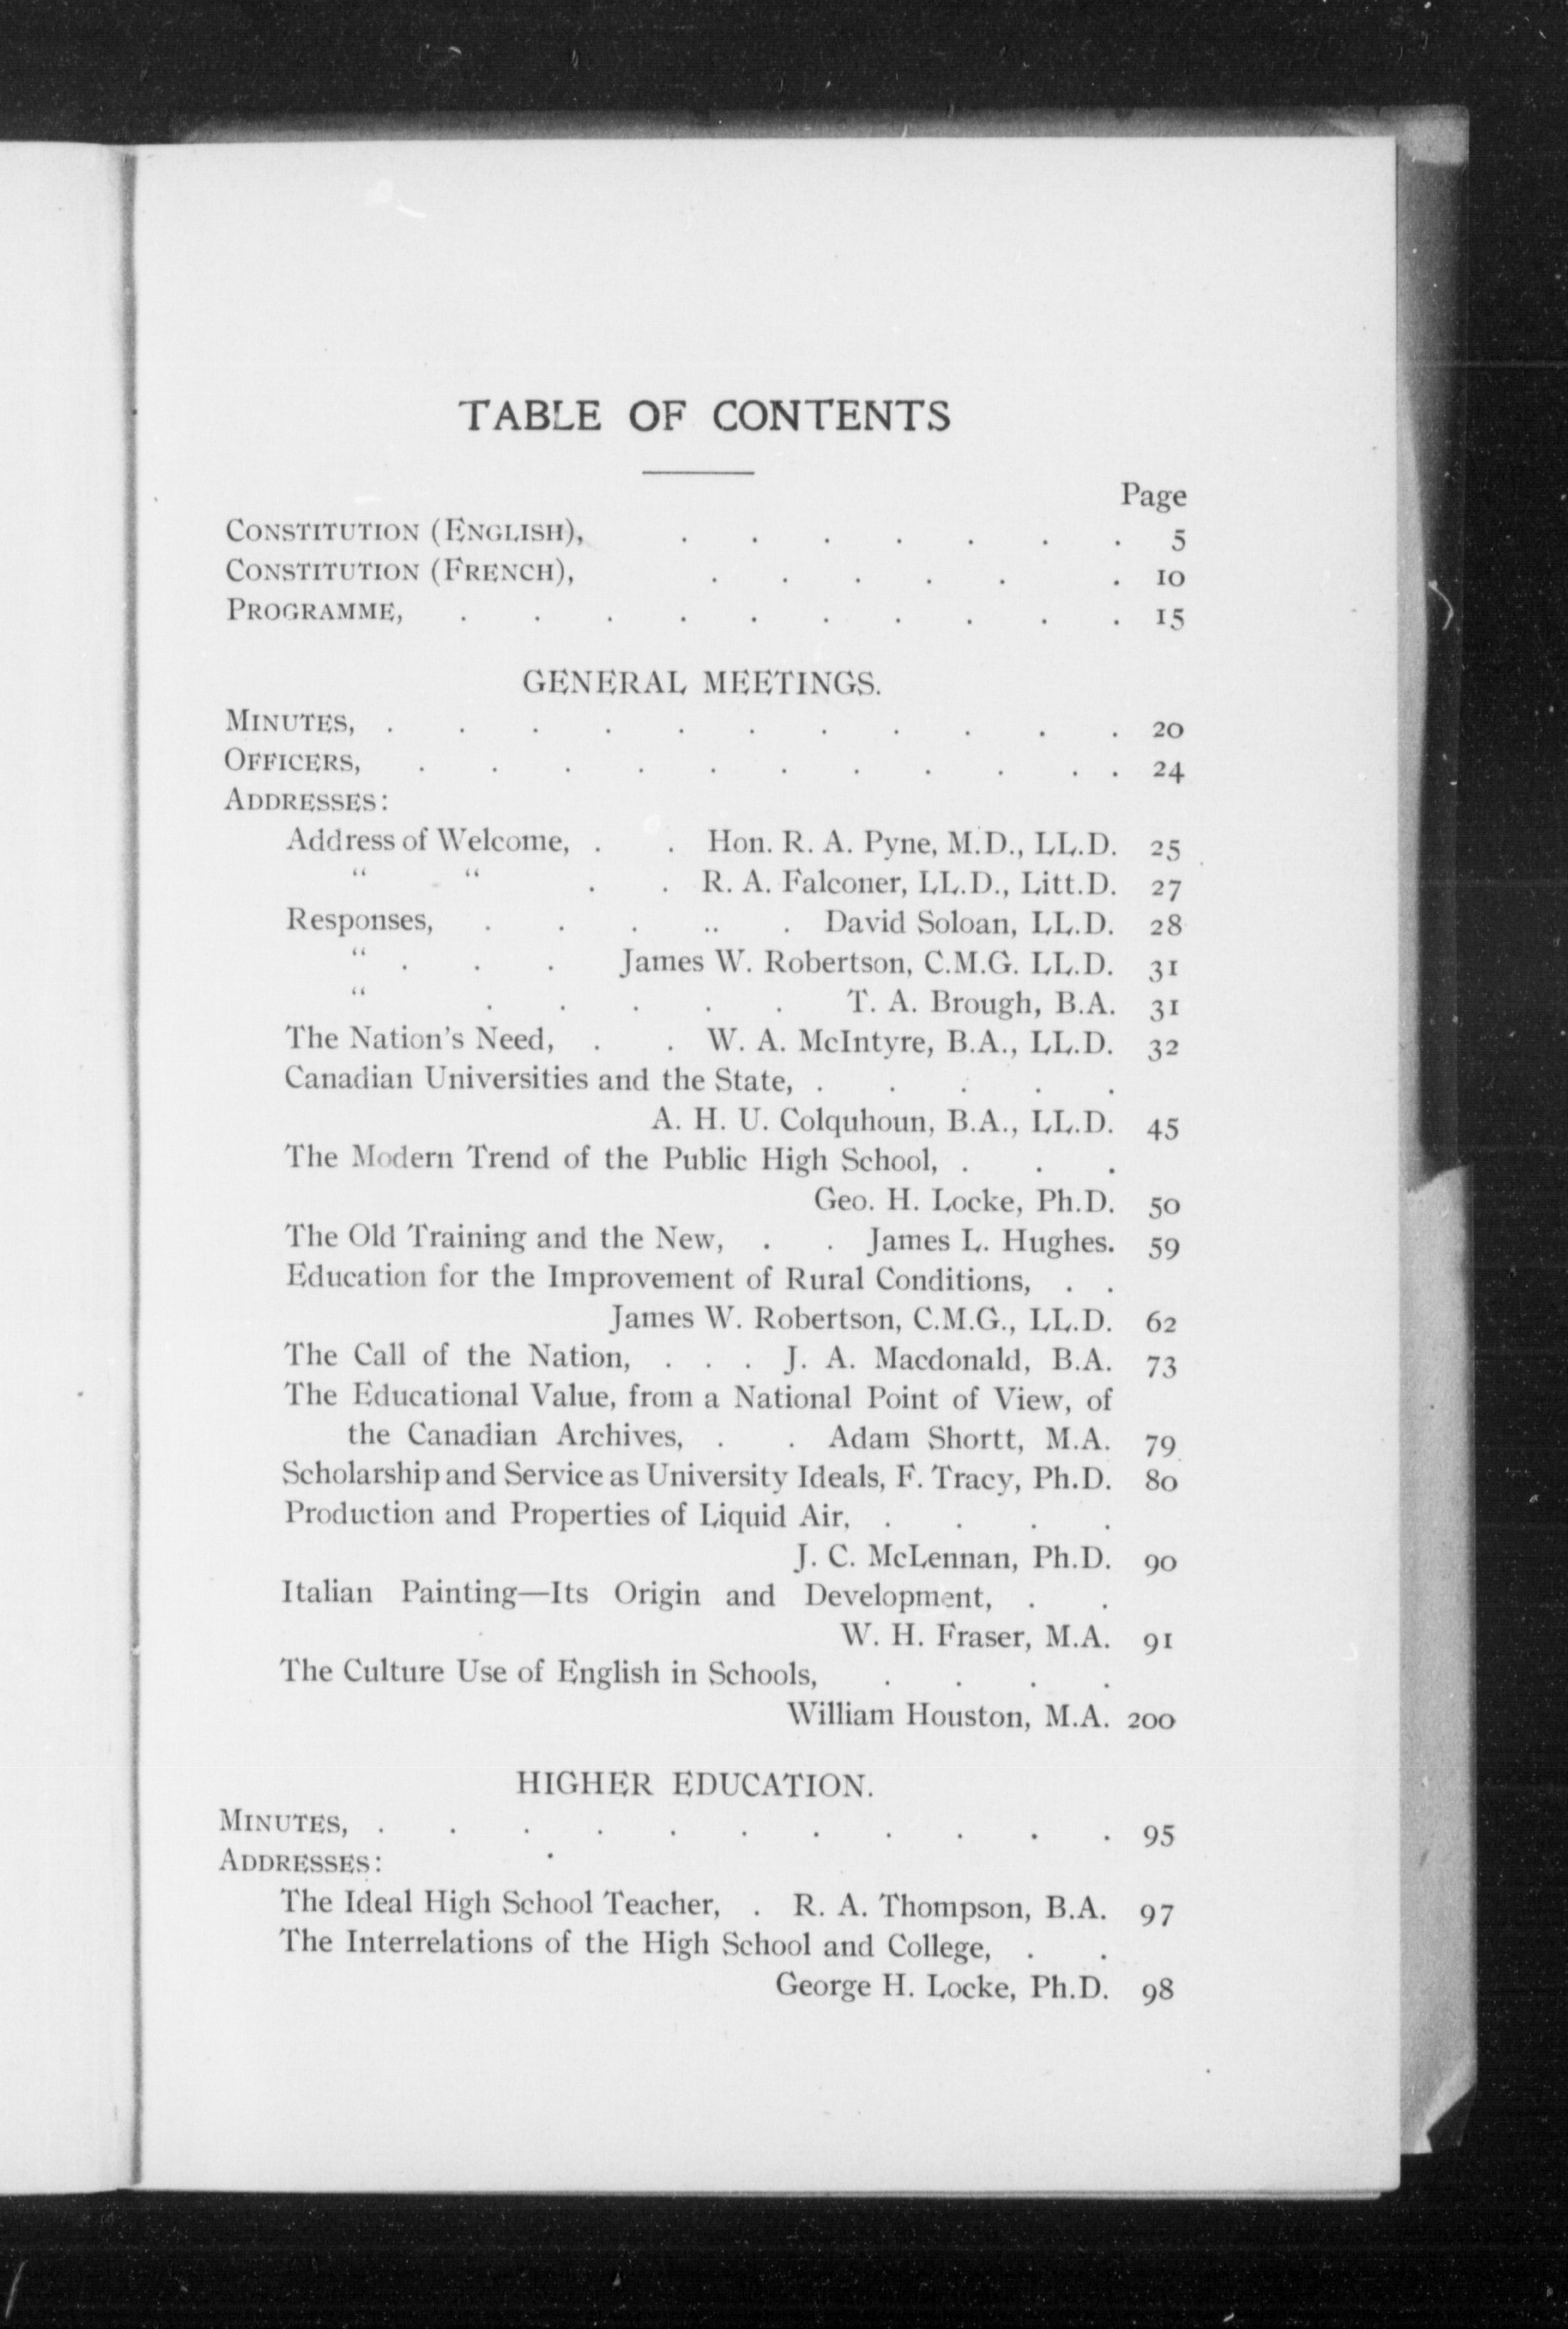 TABLE OF CONTENTS
Page
CONSTITUTION (ENGLISH), . . . . . . . 5
CONSTITUTION (FRENCH), . . . . . . 10
PROGRAMME, . . . . . . . . . . 15
GENERAL MEETINGS.
MINUTES, . . . . . . . . . . . 20
OFFICERS, . . . . . . . . . . . 24
ADDRESSES:
Address of Welcome, . . Hon. R. A. Pyne, M.D., LL.D. 25
“ “ . . R. A. Falconer, LL.D., Litt.D. 27
Responses, . . . .. . David Soloan, LL.D. 28
“ . . . James W. Robertson, C.M.G. LL.D. 31
“ . . . . . T. A. Brough, B.A. 31
The Nation's Need, . . W. A. McIntyre, B.A., LL.D. 32
Canadian Universities and the State, . . . . .
A. H. U. Colquhoun, B.A., LL.D. 45
The Modern Trend of the Public High School, . . .
Geo. H. Locke, Ph.D. 50
The Old Training and the New, . . James L. Hughes. 59
Education for the Improvement of Rural Conditions, . .
James W. Robertson, C.M.G., LL.D. 62
The Call of the Nation, . . . J. A. Macdonald, B.A. 73
The Educational Value, from a National Point of View, of
the Canadian Archives, . . Adam Shortt, M.A. 79
Scholarship and Service as University Ideals, F. Tracy, Ph.D. 80
Production and Properties of Liquid Air, . . . .
J. C. McLennan, Ph.D. 90
Italian Painting—Its Origin and Development, . .
W. H. Fraser, M.A. 91
The Culture Use of English in Schools, . . . .
William Houston, M.A. 200
HIGHER EDUCATION.
MINUTES, . . . . . . . . . . . 95
ADDRESSES:
The Ideal High School Teacher, . R. A. Thompson, B.A. 97
The Interrelations of the High School and College, . .
George H. Locke, Ph.D. 98